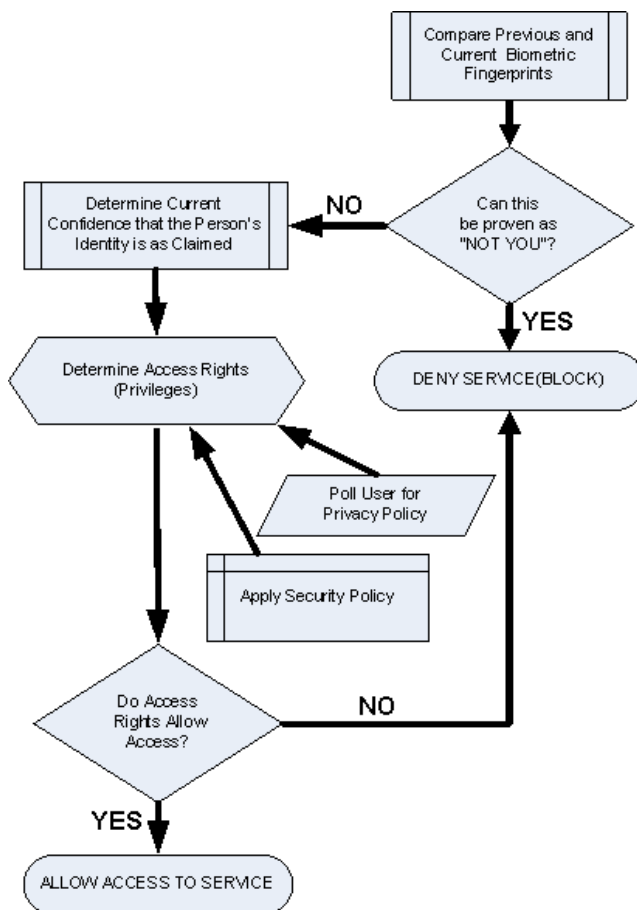 Compare Previous and
Current Biometric
Fingerprints
Can this
be proven as
"NOT YOU"?
NO
Determine Current
Confidence that the Person's
Identity is as Claimed
YES
DENY SERVICE(BLOCK)
Determine Access Rights
(Privileges)
Poll User for
Privacy Policy
Apply Security Policy
Do Access
Rights Allow
Access?
NO
YES
ALLOW ACCESS TO SERVICE